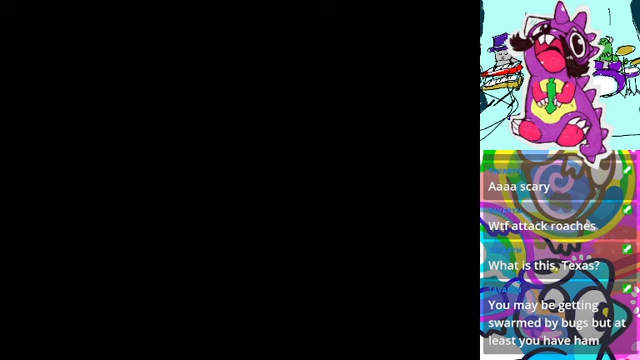 Aaaa scary
Wtf attack roaches
What is this, Texas?
You may be getting
swarmed by bugs but at
least you have ham